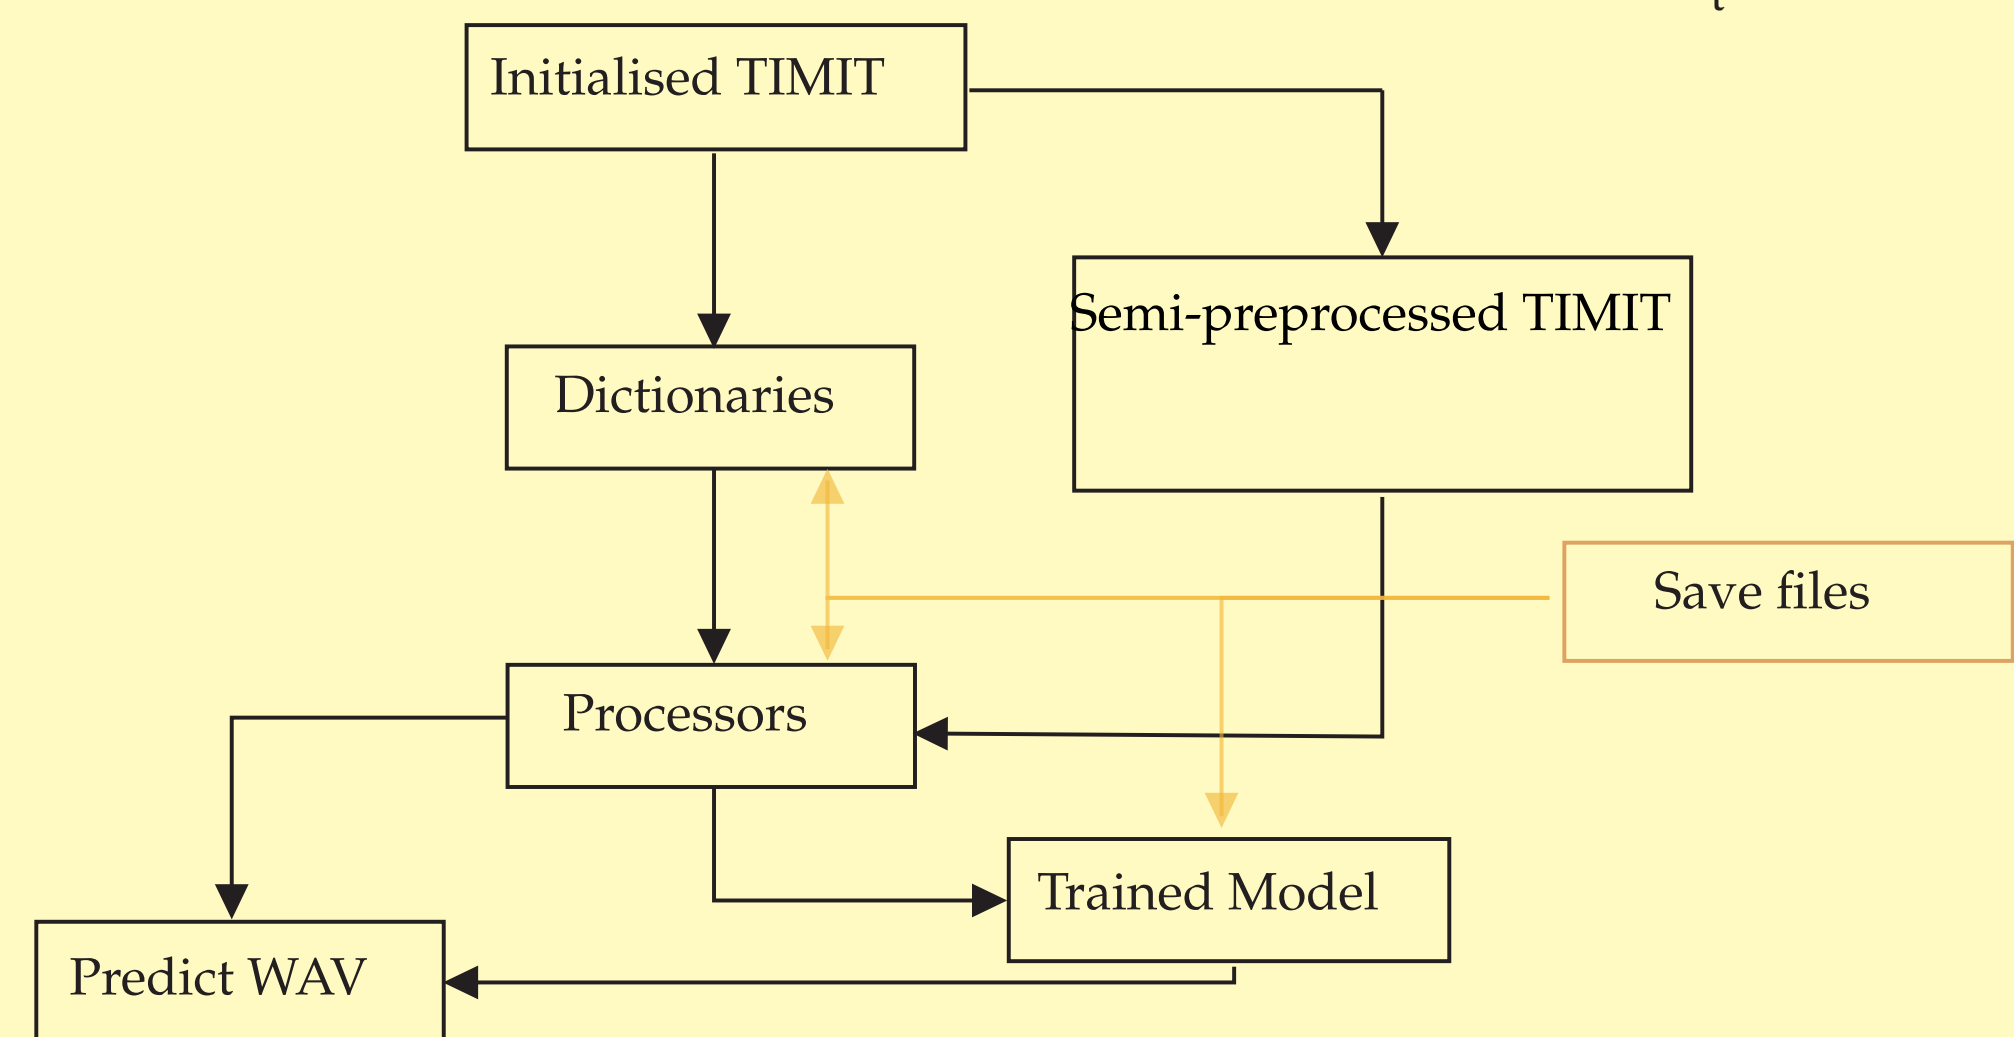 Initialised TIMIT
Semi-preprocessed TIMIT
Dictionaries
Save files
Processors
Trained Model
Predict WAV